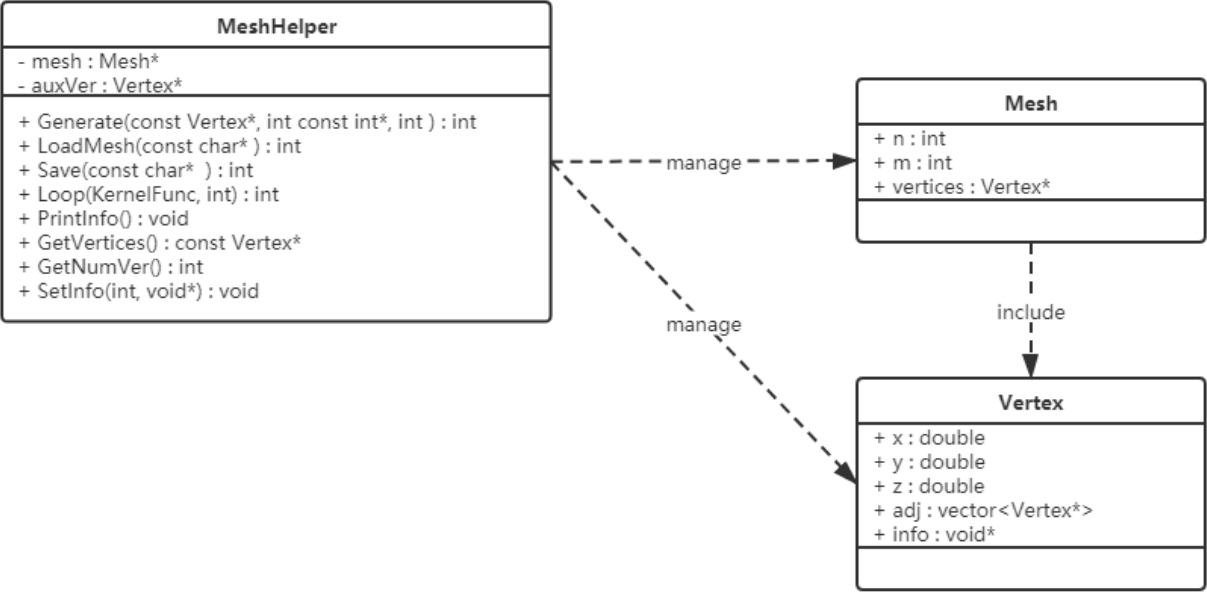 MeshHelper
- mesh : Mesh*
- auxVer : Vertex*
+ Generate(const Vertex*, int const int*, int ) : int
+ LoadMesh(const char* ) : int
+ Save(const char*  ) : int
+ Loop(KernelFunc, int) : int
+ PrintInfo() : void
+ GetVertices() : const Vertex*
+ GetNumVer() : int
+ SetInfo(int, void*) : void
manage
manage
Mesh
+ n : int
+ m : int
+ vertices : Vertex*
include
Vertex
+ x : double
+ y : double
+ z : double
+ adj : vector<Vertex*>
+ info : void*